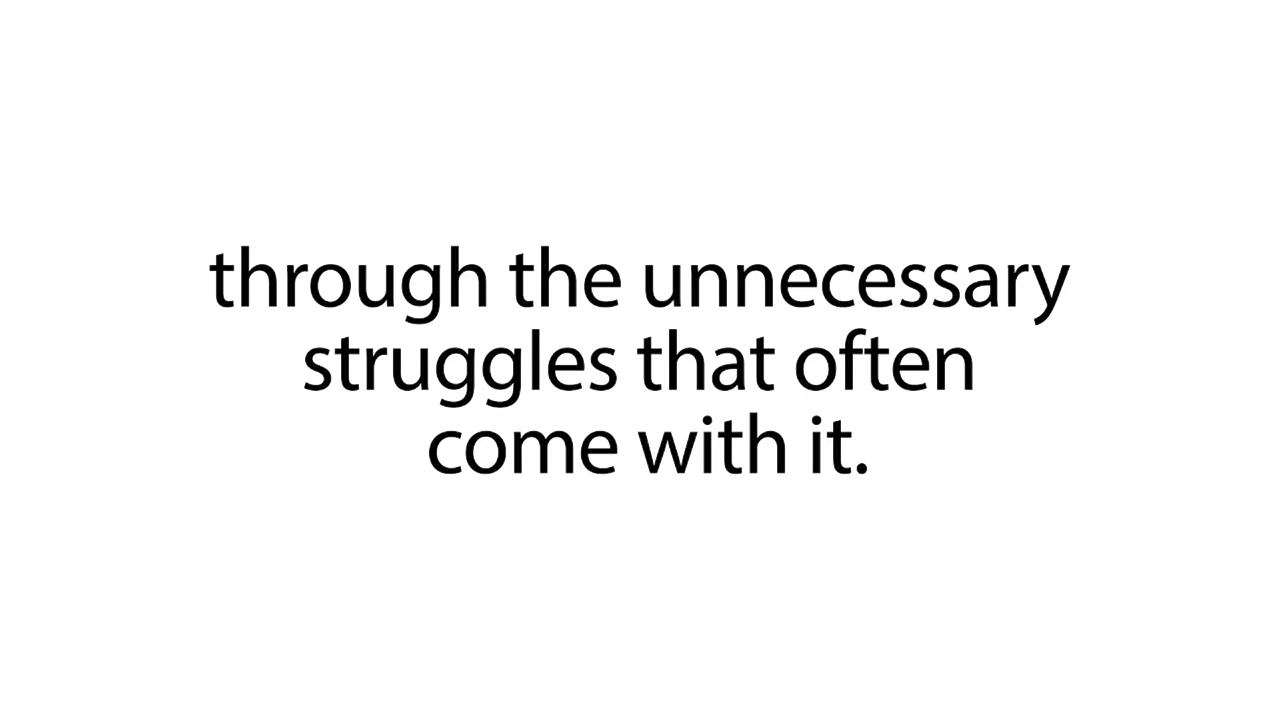 through the unnecessary
struggles that often
come with it.